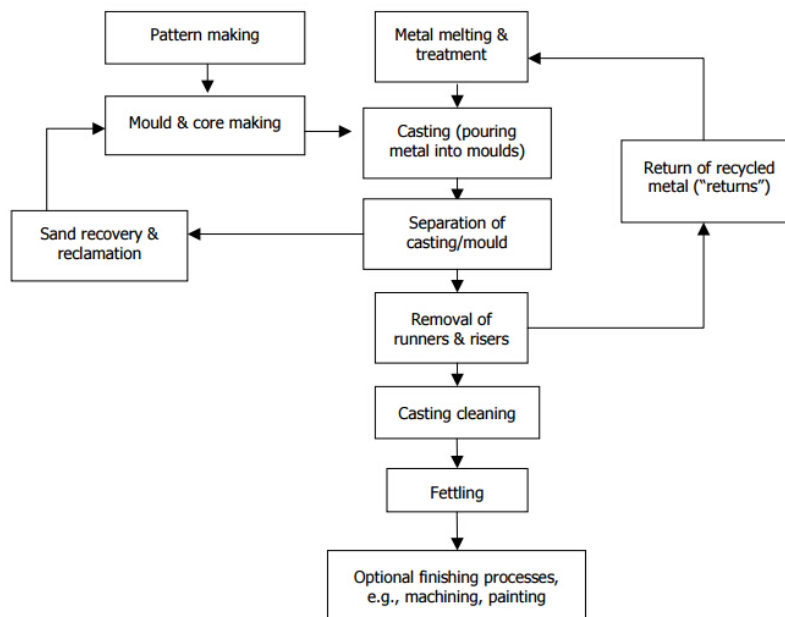 Pattern making
Metal melting &
treatment
Mould & core making
Casting (pouring
metal into moulds)
Return of recycled
metal (“returns”)
Sand recovery &
reclamation
Separation of
casting/mould
Removal of
runners & risers
Casting cleaning
Fettling
Optional finishing processes,
e.g., machining, painting